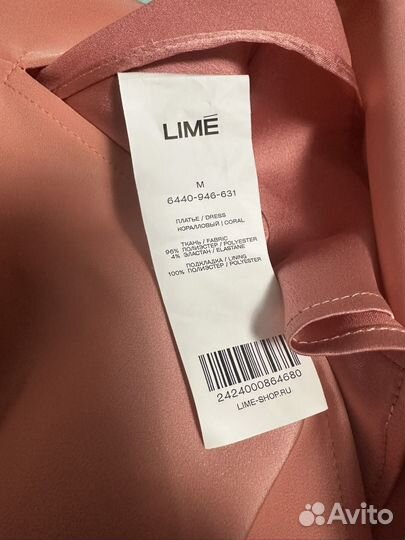 LIMÉ
M
6440-946-631
ПЛАТЬЕ / DRESS
КОРАЛЛОВЫЙ | CORAL
ТКАНЬ / FABRIC
96% ПОЛИЭСТЕР / POLYESTER
4% ЭЛАСТАН / ELASTANE
ПОДКЛАДКА / LINING
100% ПОЛИЭСТЕР / POLYESTER
2424000864680
LIME-SHOP.RU
Avito